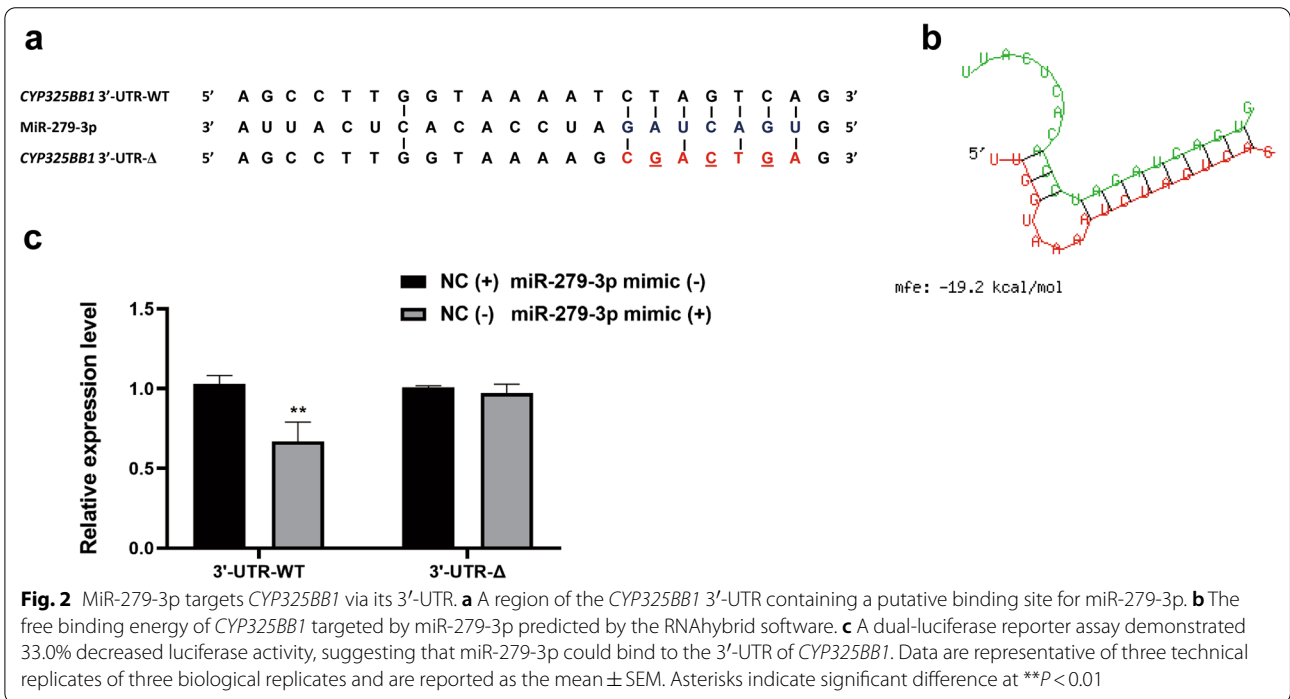 a
CYP325BB1 3′-UTR-WT 5′ A G C C T T G G T A A A A T C T A G T C A G 3′
MiR-279-3p 3′ A U U A C U C A C A C C U A G A U C A G U G 5′
CYP325BB1 3′-UTR-Δ 5′ A G C C T T G G T A A A A G C G A C T G A G 3′
b
U U A C U C A C A C C U A G A U C A G U G
5′ U U G G U A A A A U C U A G U C A G
mfe: -19.2 kcal/mol
c
NC (+) miR-279-3p mimic (-)
NC (-) miR-279-3p mimic (+)
Relative expression level
1.5
1.0
0.5
0.0
**
3'-UTR-WT 3'-UTR-Δ
Fig. 2 MiR-279-3p targets CYP325BB1 via its 3′-UTR. a A region of the CYP325BB1 3′-UTR containing a putative binding site for miR-279-3p. b The
free binding energy of CYP325BB1 targeted by miR-279-3p predicted by the RNAhybrid software. c A dual-luciferase reporter assay demonstrated
33.0% decreased luciferase activity, suggesting that miR-279-3p could bind to the 3′-UTR of CYP325BB1. Data are representative of three technical
replicates of three biological replicates and are reported as the mean ± SEM. Asterisks indicate significant difference at **P < 0.01